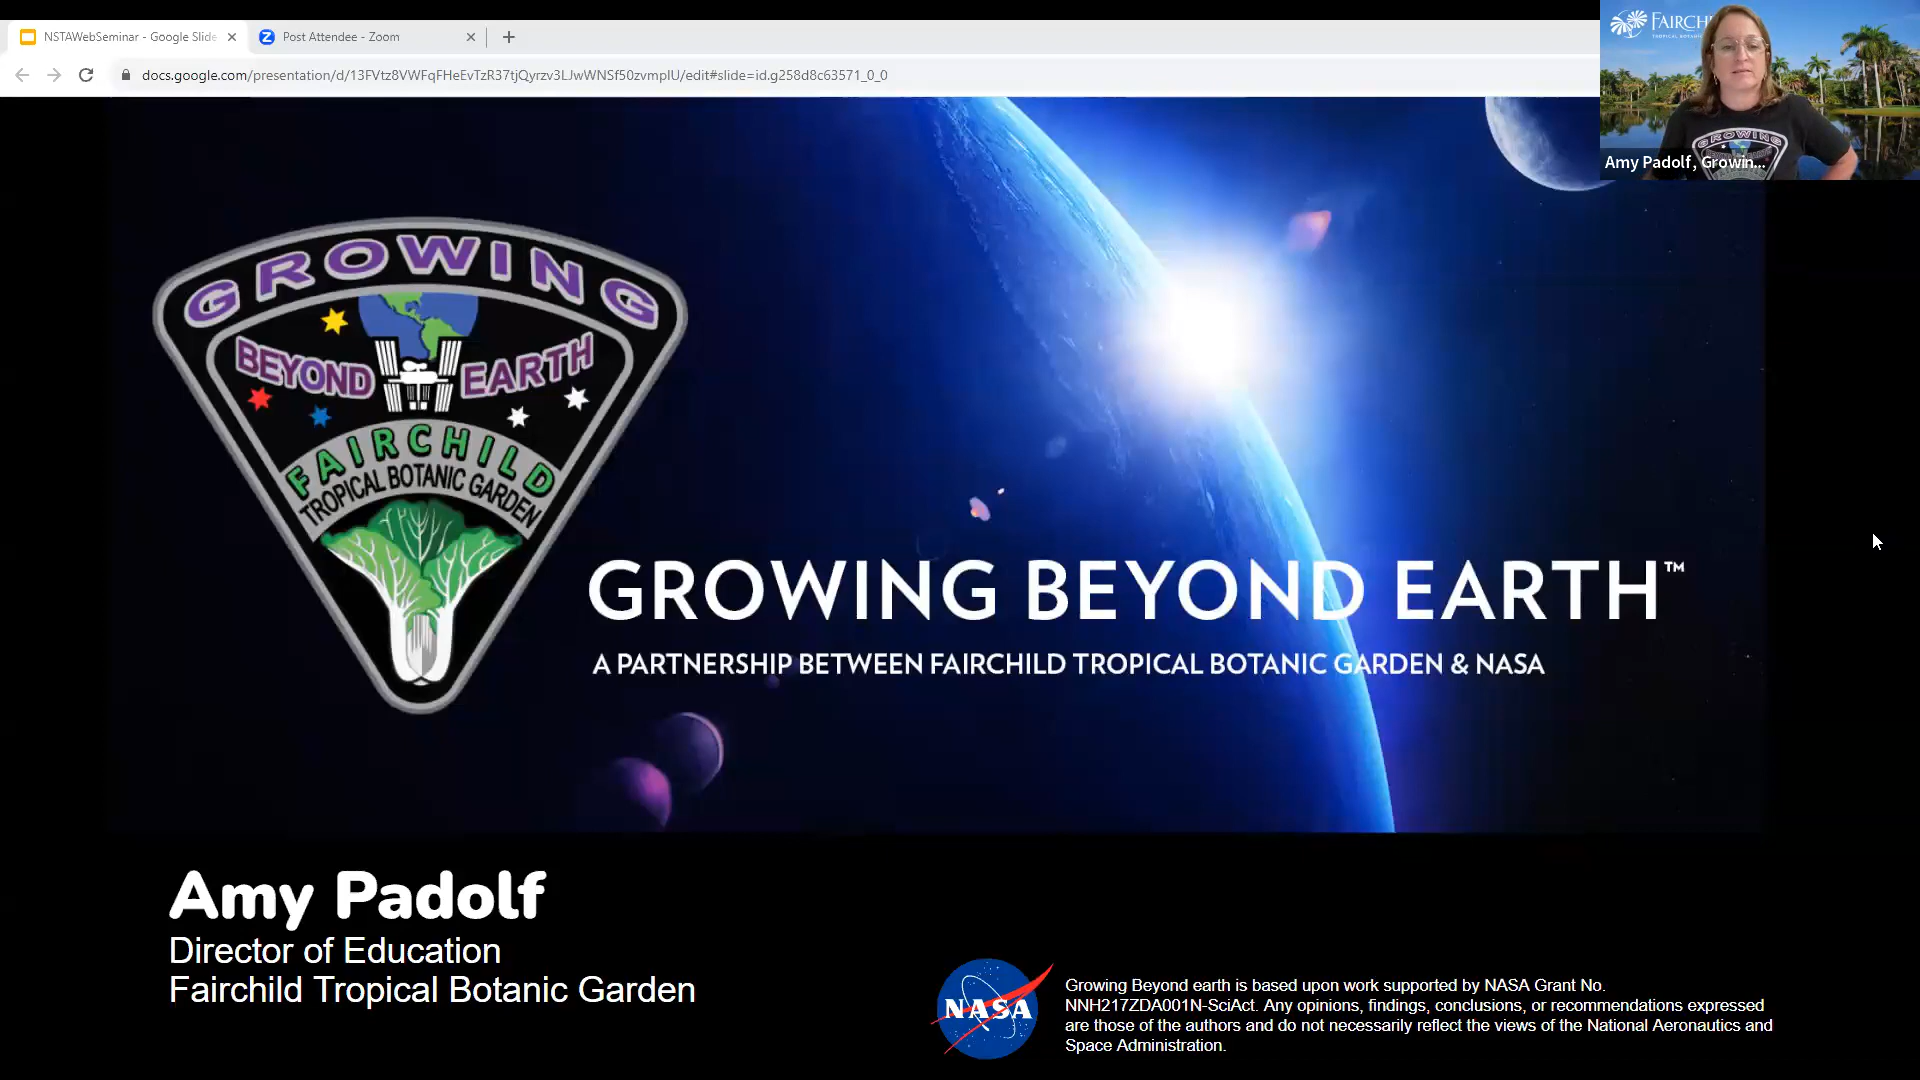 NSTAWebSeminar - Google Slide
Post Attendee - Zoom
docs.google.com/presentation/d/13FVtz8VWFqFHeEvTzR37tjQyrzv3LJwWNSf50zvmpIU/edit#slide=id.g258d8c63571_0_0
FAIRCH
Amy Padolf, Growin...
GROWING
BEYOND EARTH
FAIRCHILD
TROPICAL BOTANIC GARDEN
GROWING BEYOND EARTH™
A PARTNERSHIP BETWEEN FAIRCHILD TROPICAL BOTANIC GARDEN & NASA
Amy Padolf
Director of Education
Fairchild Tropical Botanic Garden
NASA
Growing Beyond earth is based upon work supported by NASA Grant No.
NNH217ZDA001N-SciAct. Any opinions, findings, conclusions, or recommendations expressed
are those of the authors and do not necessarily reflect the views of the National Aeronautics and
Space Administration.